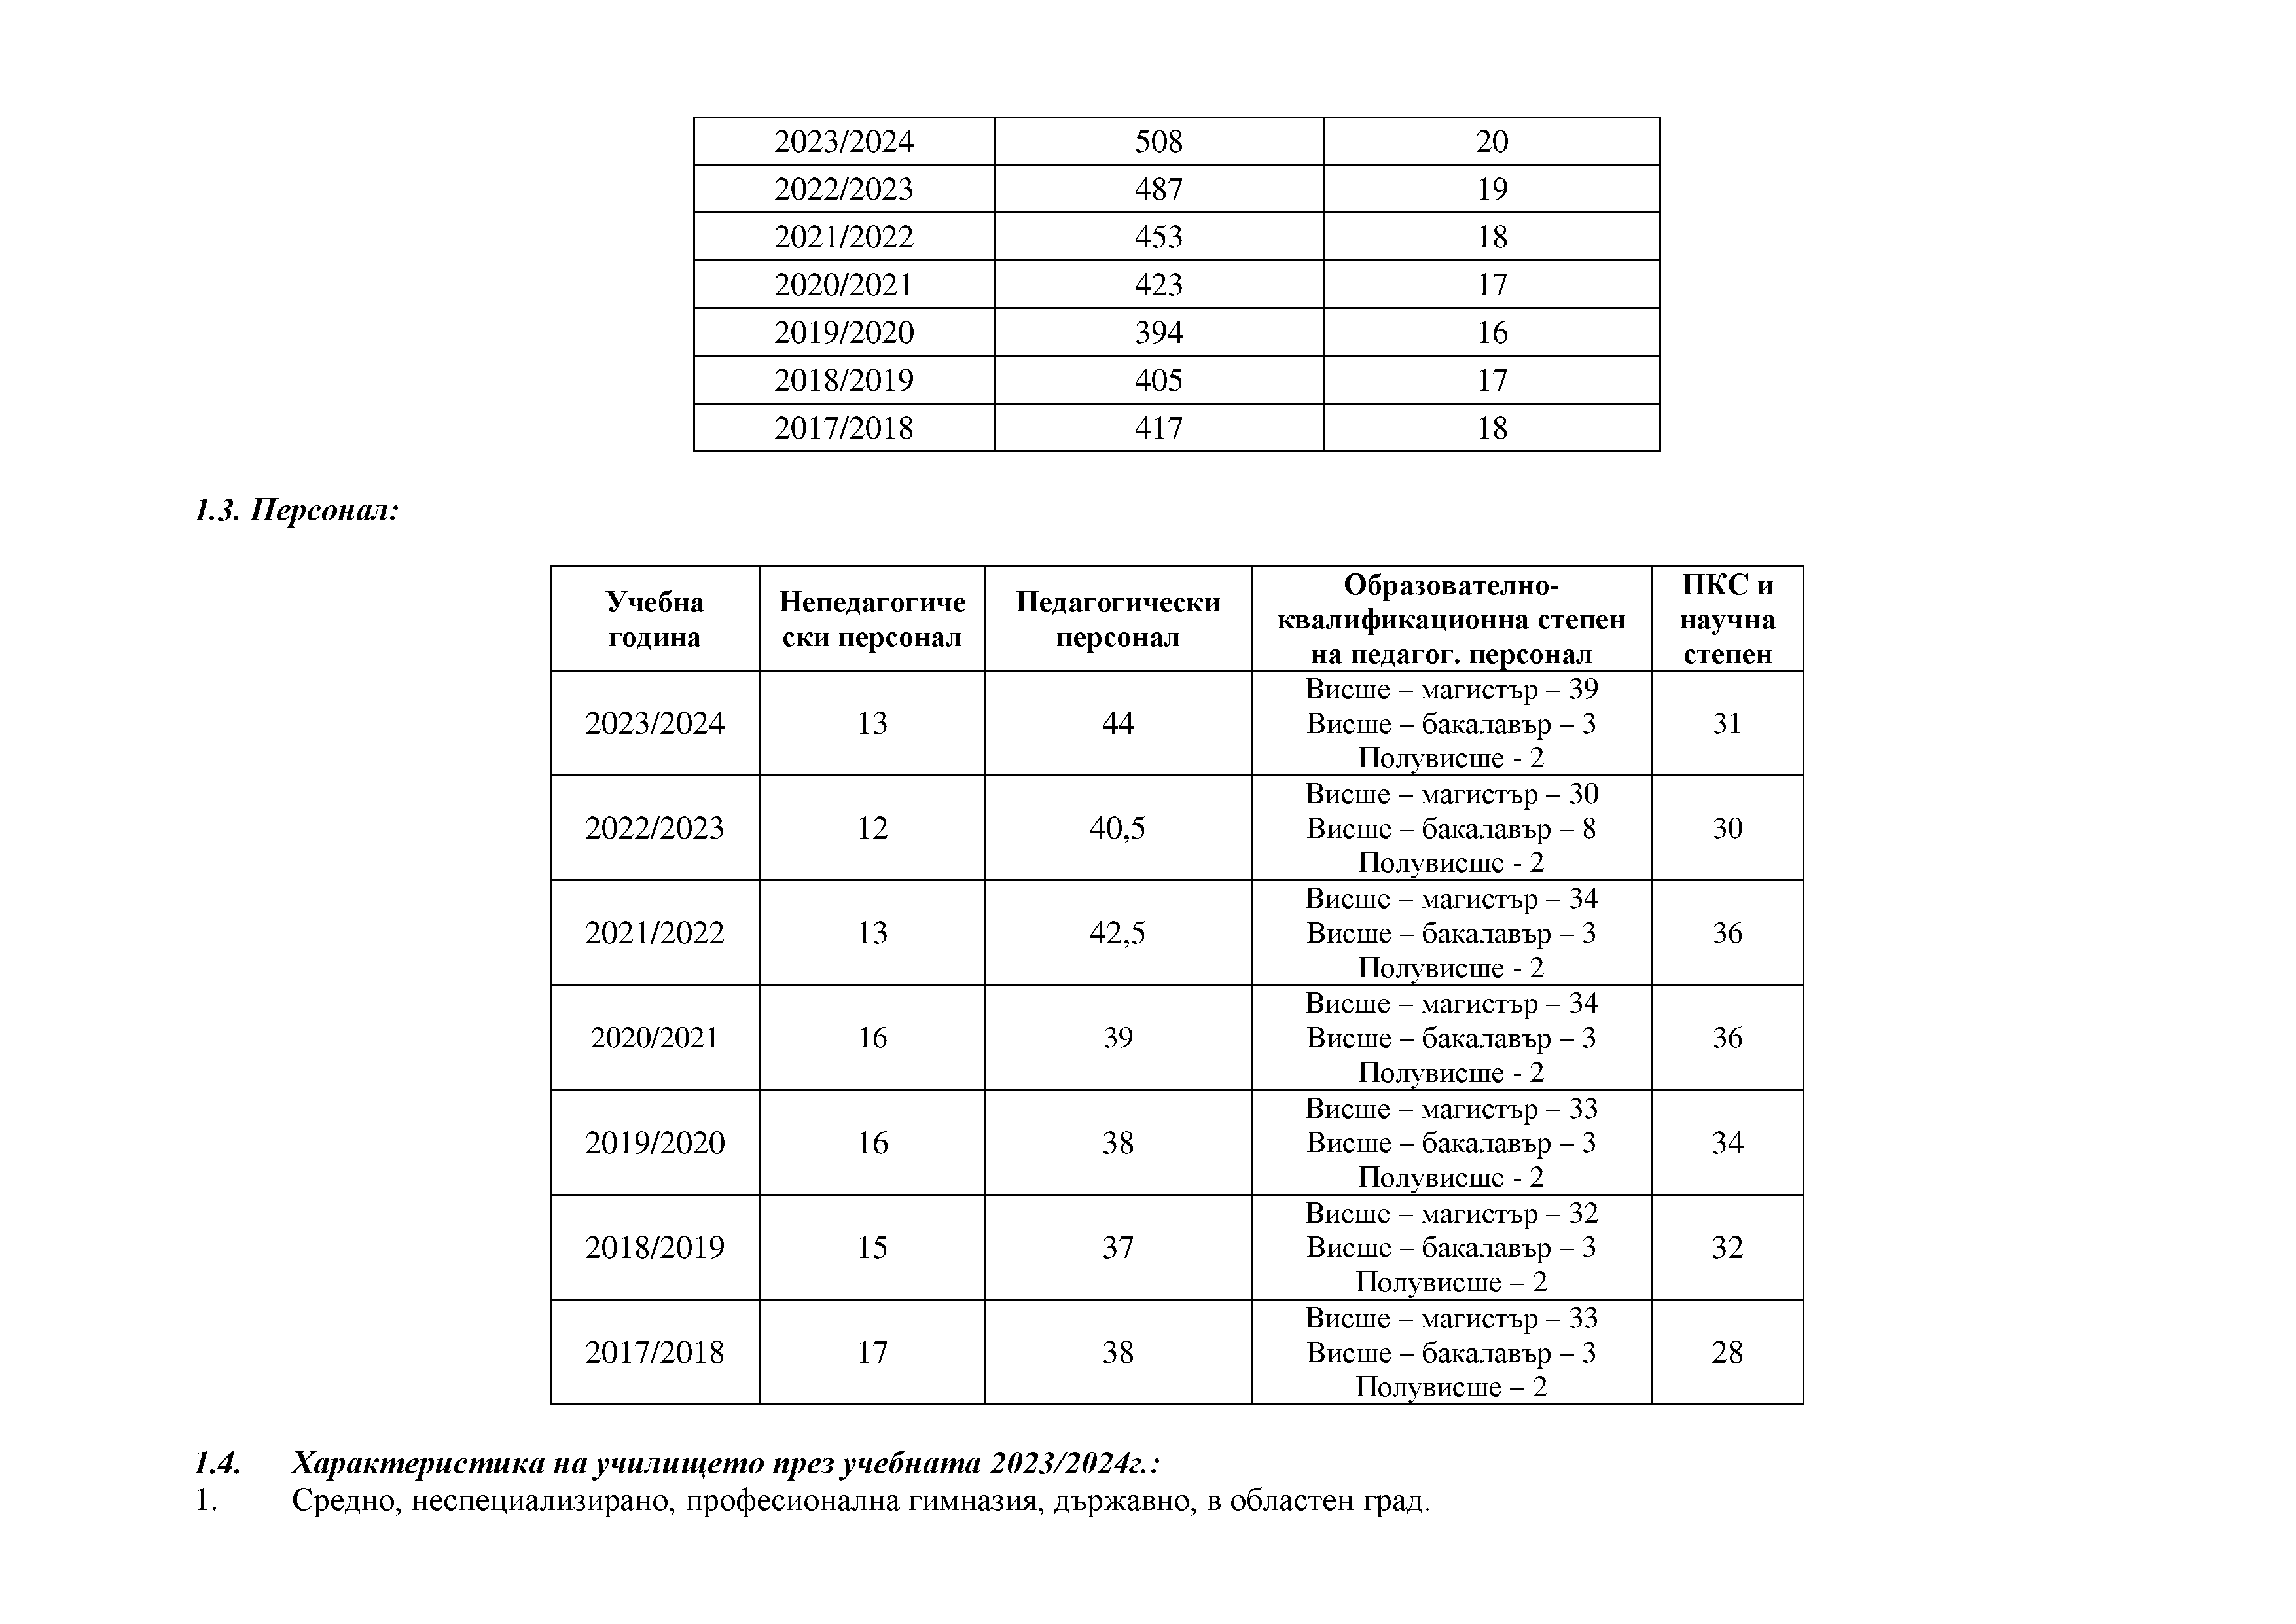 2023/2024 508 20
2022/2023 487 19
2021/2022 453 18
2020/2021 423 17
2019/2020 394 16
2018/2019 405 17
2017/2018 417 18
1.3. Персонал:
Учебна година Непедагогиче ски персонал Педагогически персонал Образователно- квалификационна степен на педагог. персонал ПКС и научна степен
2023/2024 13 44 Висше – магистър – 39
Висше – бакалавър – 3
Полувисше - 2
31
2022/2023 12 40,5 Висше – магистър – 30
Висше – бакалавър – 8
Полувисше - 2
30
2021/2022 13 42,5 Висше – магистър – 34
Висше – бакалавър – 3
Полувисше - 2
36
2020/2021 16 39 Висше – магистър – 34
Висше – бакалавър – 3
Полувисше - 2
36
2019/2020 16 38 Висше – магистър – 33
Висше – бакалавър – 3
Полувисше - 2
34
2018/2019 15 37 Висше – магистър – 32
Висше – бакалавър – 3
Полувисше – 2
32
2017/2018 17 38 Висше – магистър – 33
Висше – бакалавър – 3
Полувисше – 2
28
1.4. Характеристика на училището през учебната 2023/2024г.:
1. Средно, неспециализирано, професионална гимназия, държавно, в областен град.